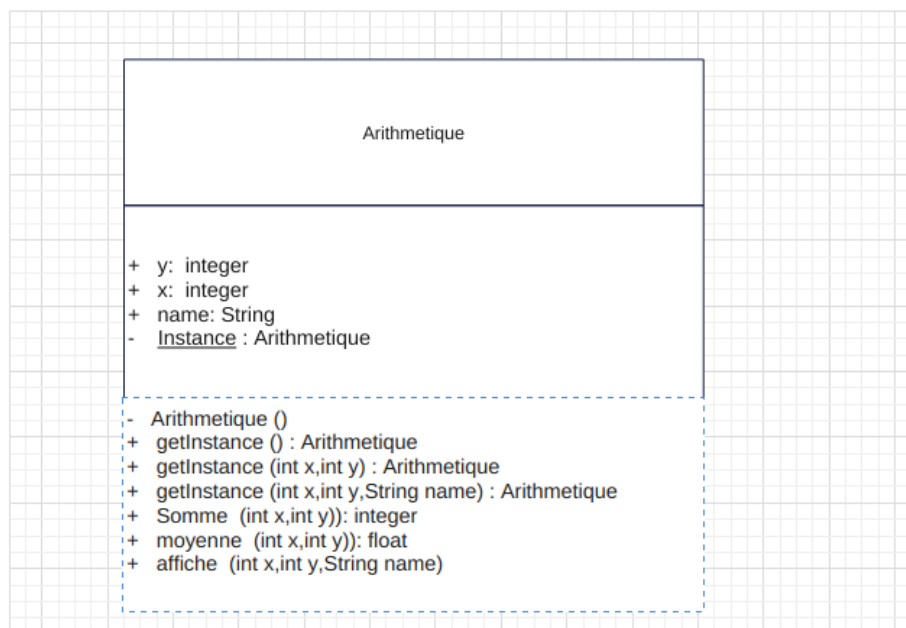 Arithmetique
+ y: integer
+ x: integer
+ name: String
- Instance : Arithmetique
- Arithmetique ()
+ getInstance () : Arithmetique
+ getInstance (int x,int y) : Arithmetique
+ getInstance (int x,int y,String name) : Arithmetique
+ Somme (int x,int y)): integer
+ moyenne (int x,int y)): float
+ affiche (int x,int y,String name)